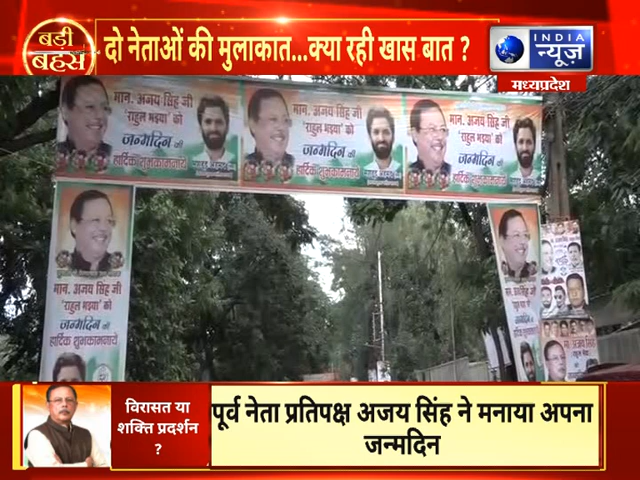 बड़ी
बहस
दो नेताओं की मुलाकात...क्या रही खास बात ?
INDIA
न्यूज़
मध्यप्रदेश
मान. अजय सिंह जी
'राहुल भइया' को
जन्मदिन की
हार्दिक शुभकामनायें
मान. अजय सिंह जी
'राहुल भइया' को
जन्मदिन की
हार्दिक शुभकामनायें
मान. अजय सिंह जी
'राहुल भइया' को
जन्मदिन की
हार्दिक शुभकामनायें
मान. अजय सिंह जी
'राहुल भइया' को
जन्मदिन की
हार्दिक शुभकामनायें
जन्मदिन की
विरासत या
शक्ति प्रदर्शन
?
पूर्व नेता प्रतिपक्ष अजय सिंह ने मनाया अपना
जन्मदिन